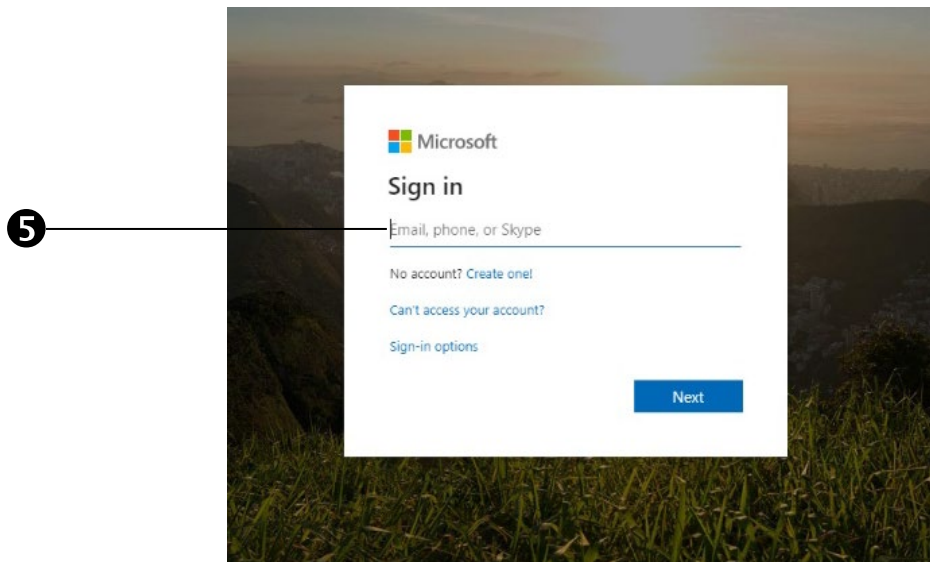 Microsoft
Sign in
5
Email, phone, or Skype
No account? Create one!
Can't access your account?
Sign-in options
Next